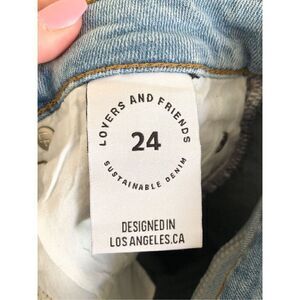 LOVERS AND FRIENDS
24
SUSTAINABLE DENIM
DESIGNED IN
LOS ANGELES.CA